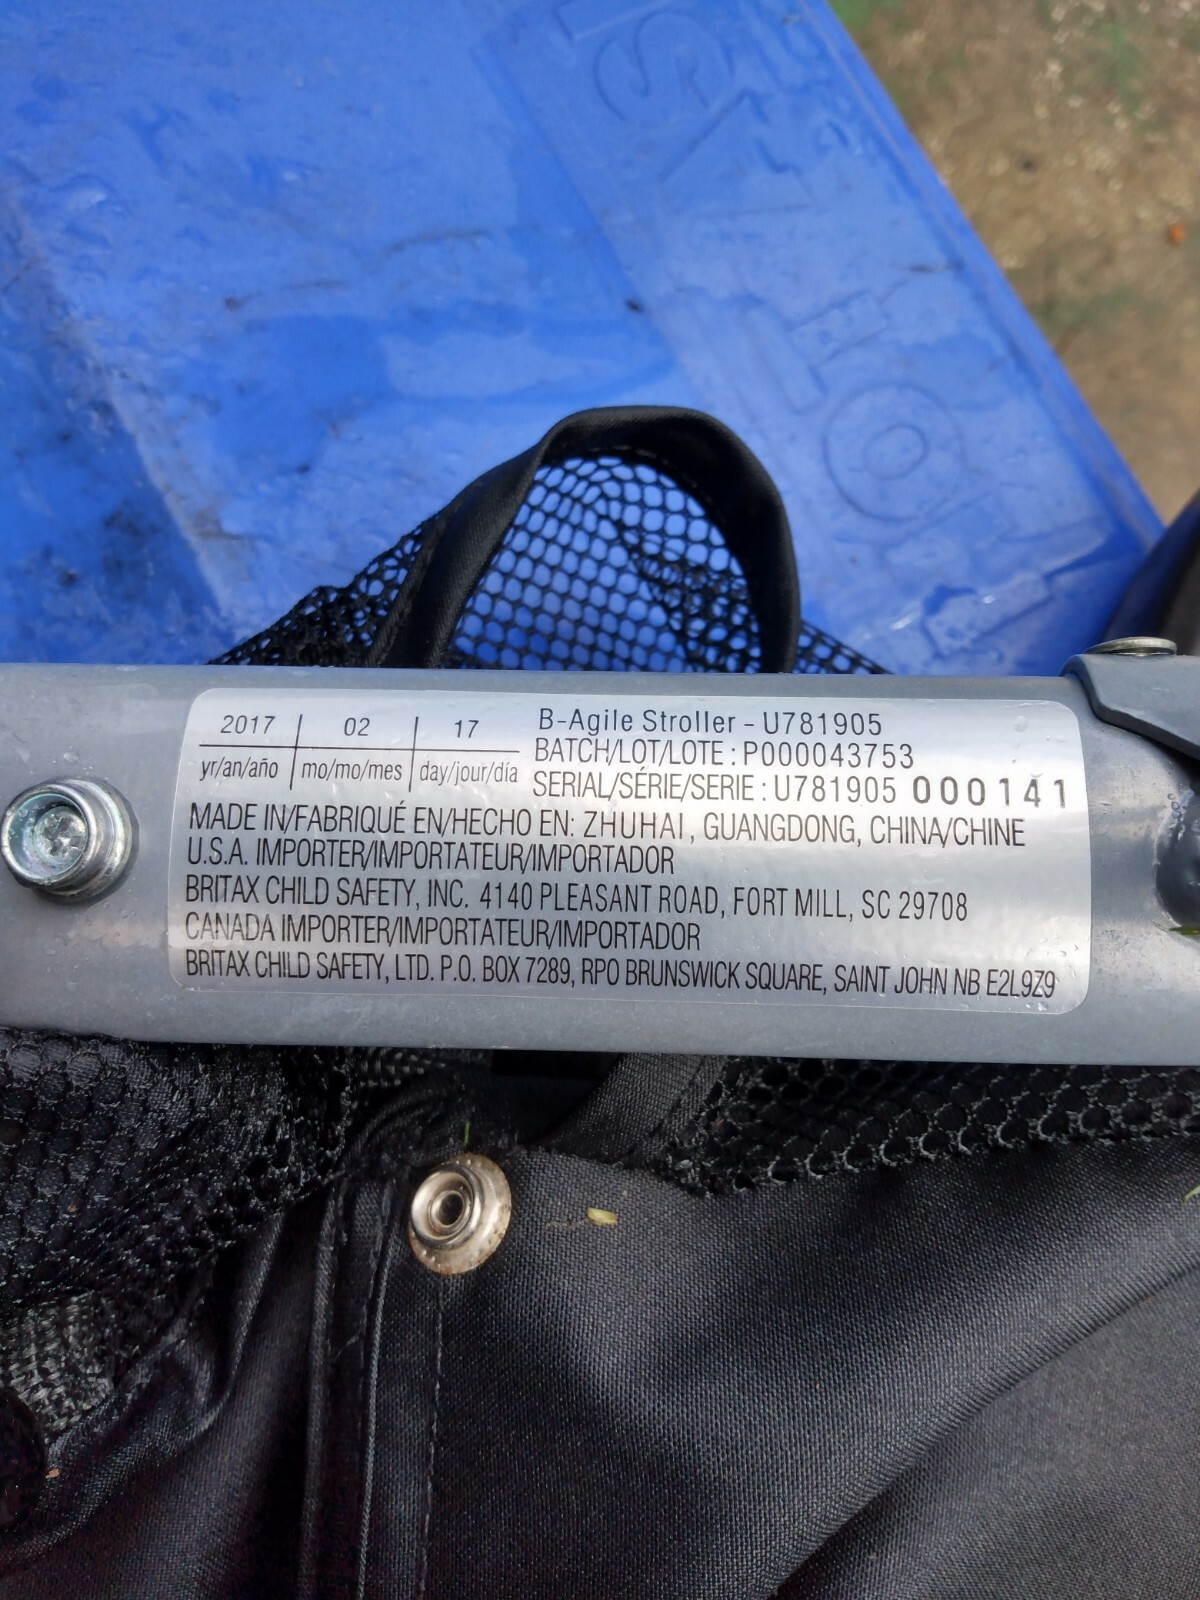 2017 02 17
yr/an/año mo/mo/mes day/jour/día
B-Agile Stroller - U781905
BATCH/LOT/LOTE : P000043753
SERIAL/SÉRIE/SERIE : U781905 000141
MADE IN/FABRIQUÉ EN/HECHO EN: ZHUHAI, GUANGDONG, CHINA/CHINE
U.S.A. IMPORTER/IMPORTATEUR/IMPORTADOR
BRITAX CHILD SAFETY, INC. 4140 PLEASANT ROAD, FORT MILL, SC 29708
CANADA IMPORTER/IMPORTATEUR/IMPORTADOR
BRITAX CHILD SAFETY, LTD. P.O. BOX 7289, RPO BRUNSWICK SQUARE, SAINT JOHN NB E2L9Z9